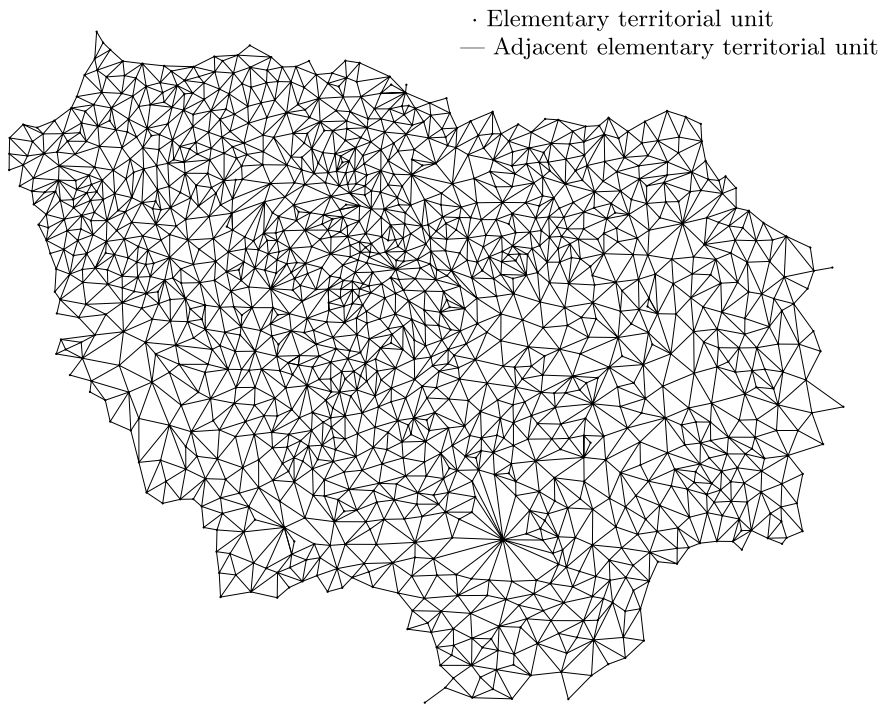 · Elementary territorial unit
— Adjacent elementary territorial unit